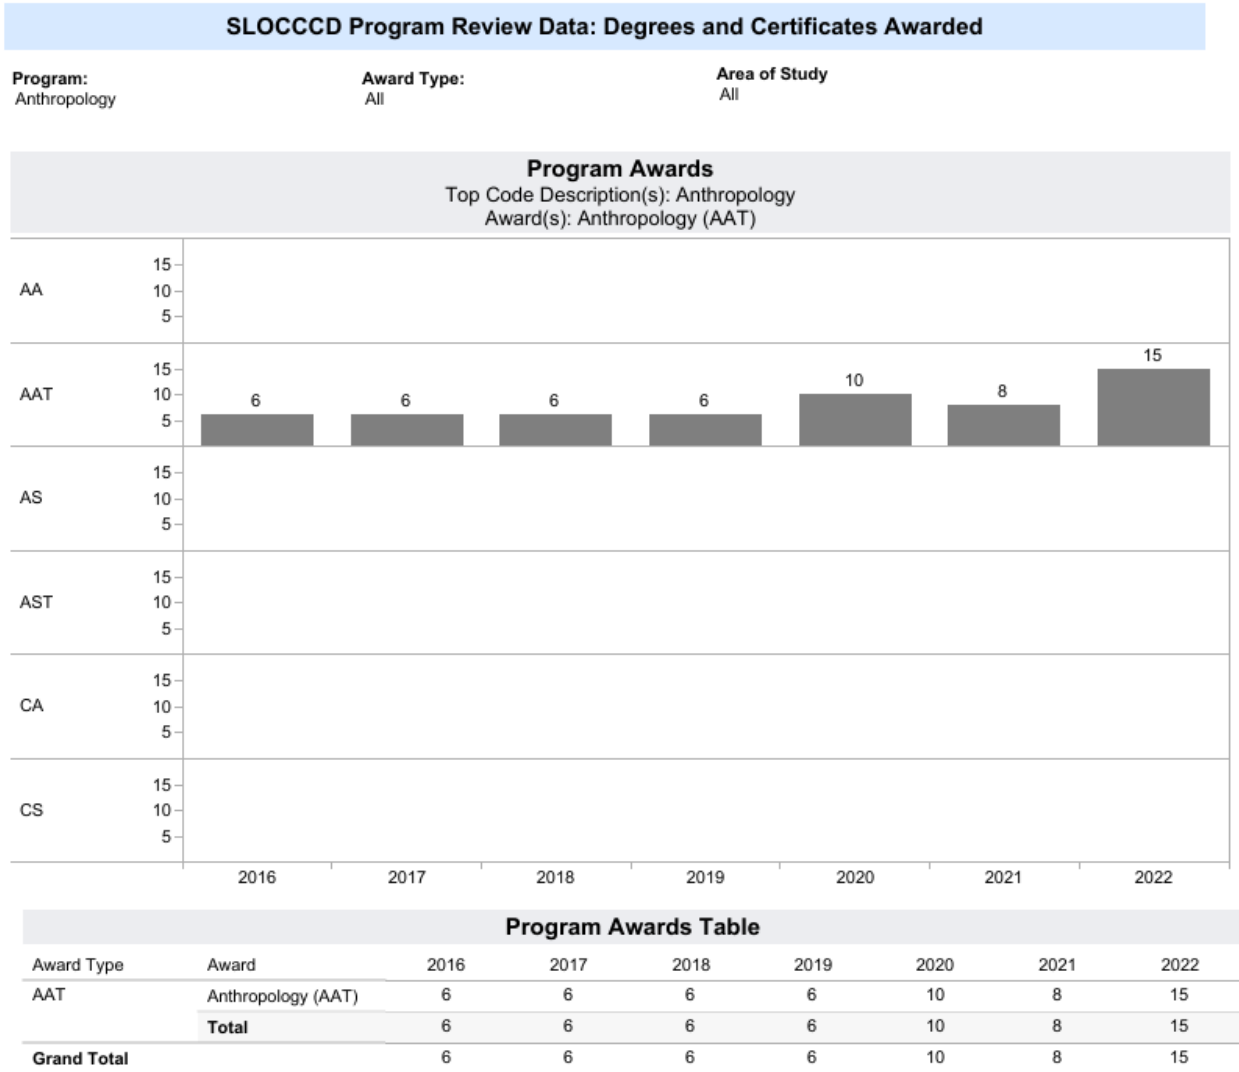 SLOCCCD Program Review Data: Degrees and Certificates Awarded
Program: Award Type: Area of Study
Anthropology All All
Program Awards
Top Code Description(s): Anthropology
Award(s): Anthropology (AAT)
AA 15 10 5
AAT 15 10 5 6 6 6 6 10 8 15
AS 15 10 5
AST 15 10 5
CA 15 10 5
CS 15 10 5
2016 2017 2018 2019 2020 2021 2022
Program Awards Table
Award Type Award 2016 2017 2018 2019 2020 2021 2022
AAT Anthropology (AAT) 6 6 6 6 10 8 15
Total 6 6 6 6 10 8 15
Grand Total 6 6 6 6 10 8 15